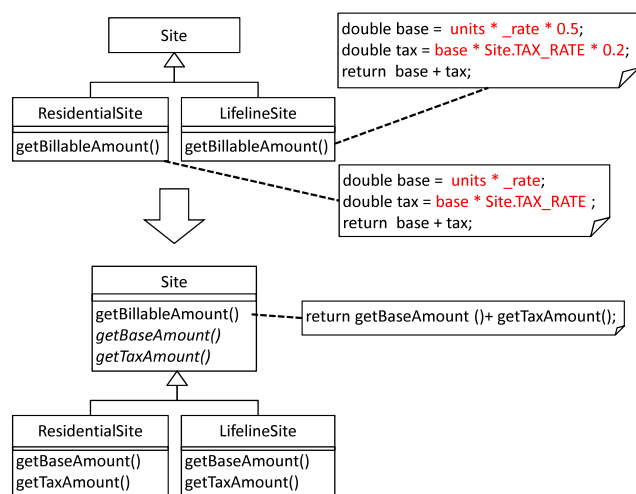 Site
double base = units * _rate * 0.5;
double tax = base * Site.TAX_RATE * 0.2;
return base + tax;
ResidentialSite
getBillableAmount()
LifelineSite
getBillableAmount()
double base = units * _rate;
double tax = base * Site.TAX_RATE ;
return base + tax;
Site
getBillableAmount()
getBaseAmount()
getTaxAmount()
return getBaseAmount ()+ getTaxAmount();
ResidentialSite
getBaseAmount()
getTaxAmount()
LifelineSite
getBaseAmount()
getTaxAmount()